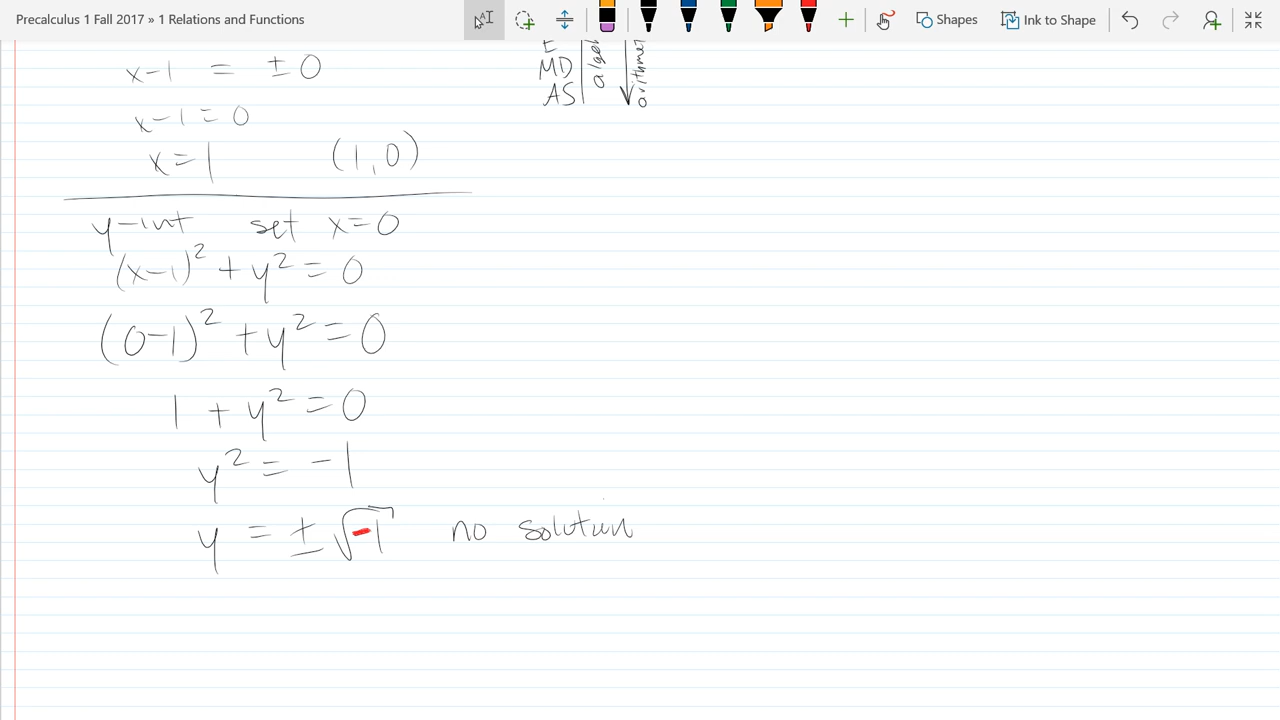 Precalculus 1 Fall 2017 » 1 Relations and Functions
Shapes
Ink to Shape
x-1 = ±0
x-1=0
x=1 (1,0)
E
MD
AS
y-int set x=0
(x-1)² + y² = 0
(0-1)² + y² = 0
1 + y² = 0
y² = -1
y = ± √-1 no solution